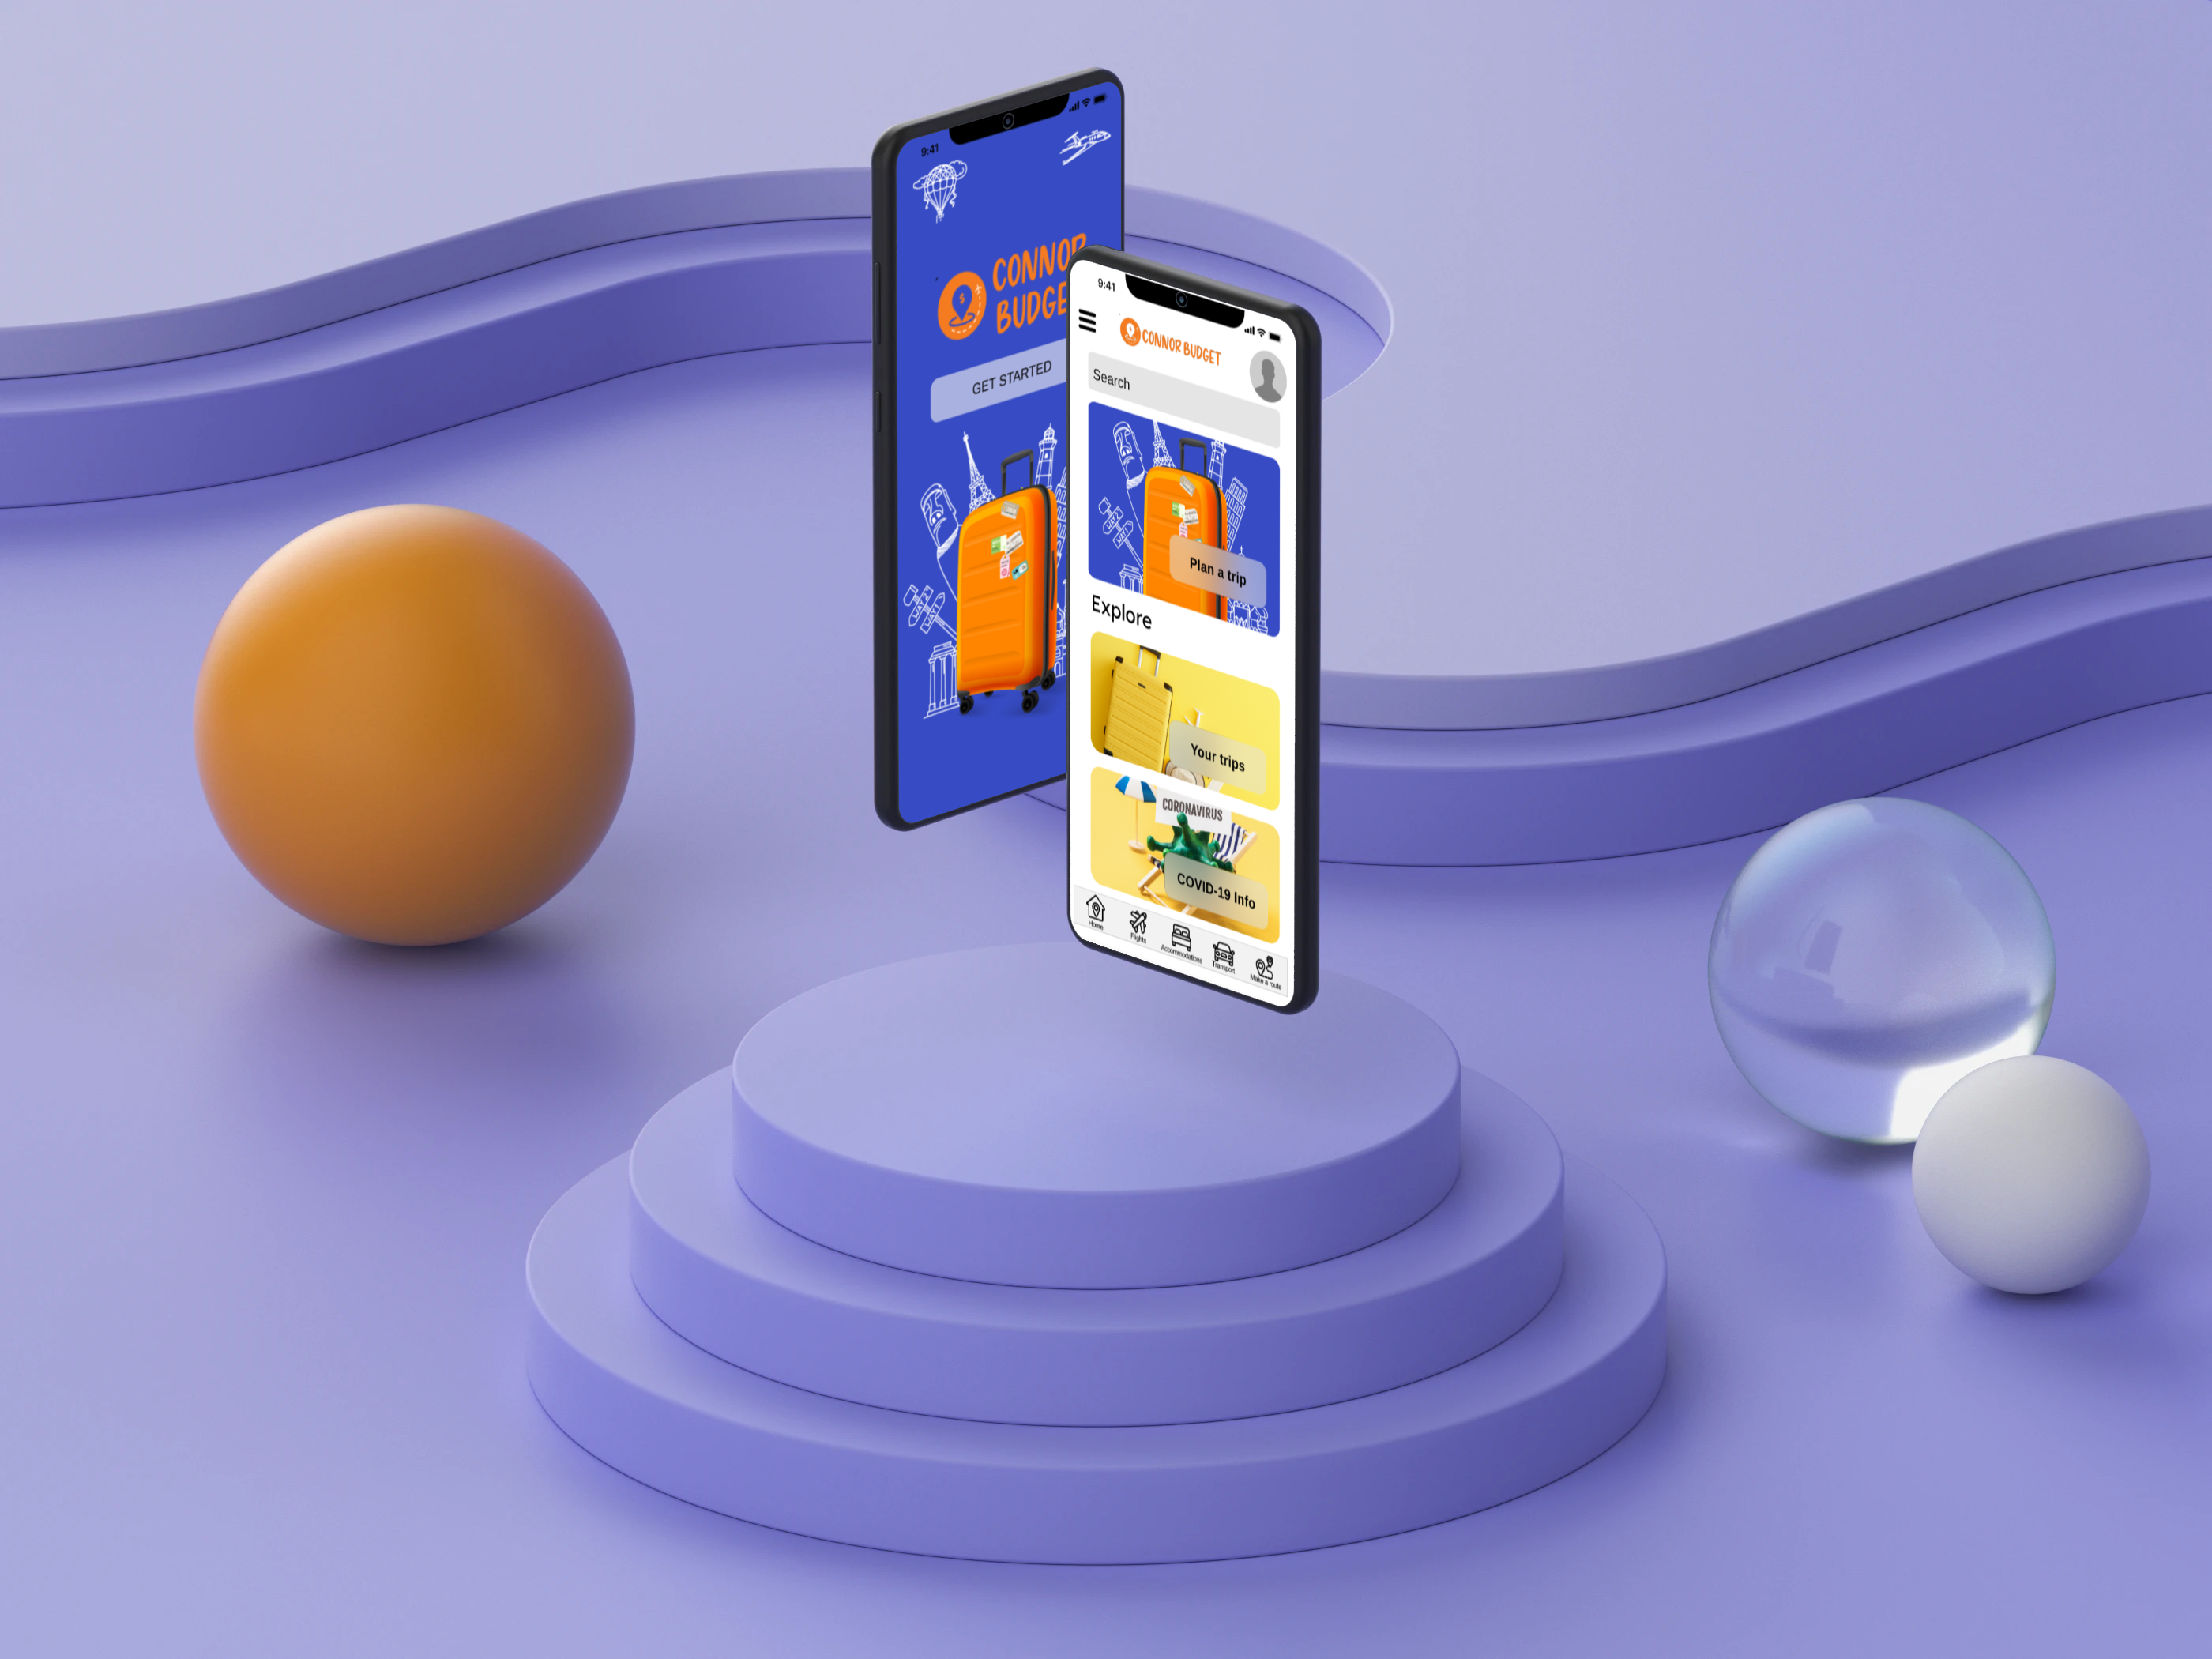 9:41
CONNOR
BUDGE
GET STARTED
9:41
CONNOR BUDGET
Search
Plan a trip
Explore
Your trips
CORONAVIRUS
COVID-19 Info
Home
Flights
Accommodations
Transport
Make a route